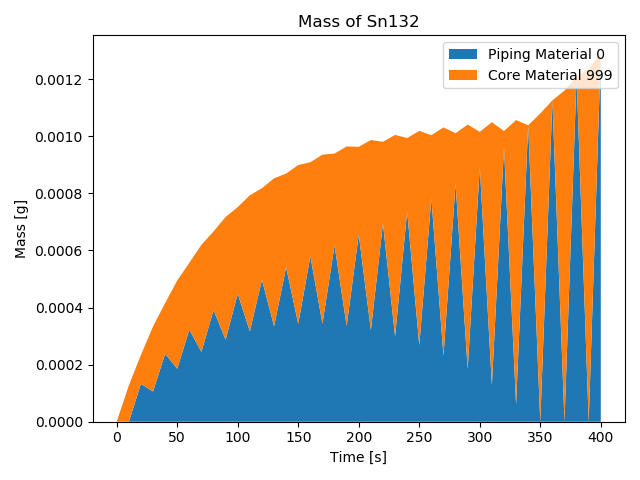 Mass of Sn132
Piping Material 0
Core Material 999
Mass [g]
0.0012
0.0010
0.0008
0.0006
0.0004
0.0002
0.0000
0 50 100 150 200 250 300 350 400
Time [s]